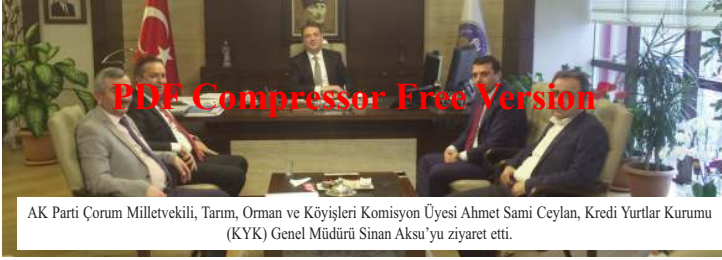 PDF Compressor Free Version
AK Parti Çorum Milletvekili, Tarım, Orman ve Köyişleri Komisyon Üyesi Ahmet Sami Ceylan, Kredi Yurtlar Kurumu
(KYK) Genel Müdürü Sinan Aksu'yu ziyaret etti.